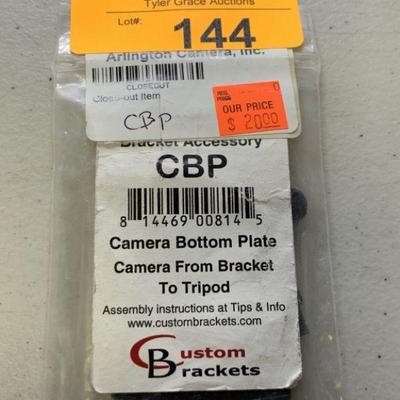 Tyler Grace Auctions
Lot#:
144
Arlington Camera, Inc.
CLOSEOUT
Close-out Item
CBP
OUR PRICE
$ 20.00
Bracket Accessory
CBP
8 14469 00814 5
Camera Bottom Plate
Camera From Bracket
To Tripod
Assembly instructions at Tips & Info
www.custombrackets.com
Custom
Brackets